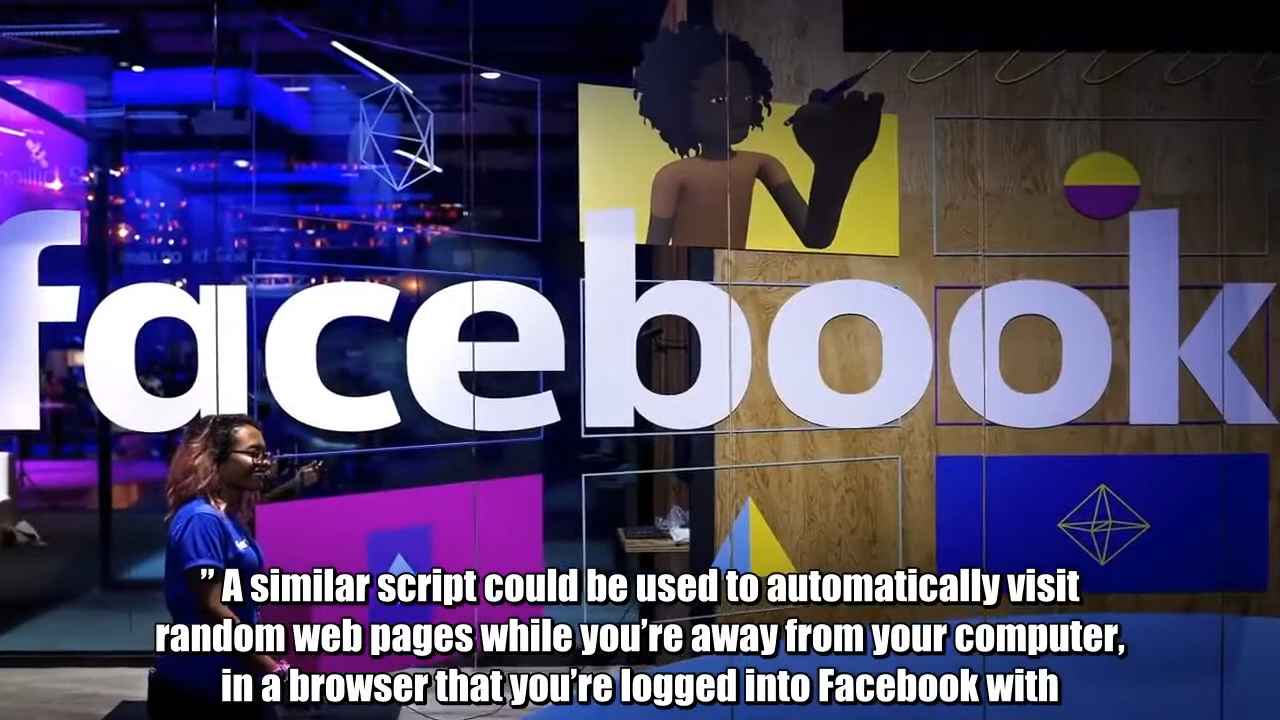 facebook
” A similar script could be used to automatically visit
random web pages while you’re away from your computer,
in a browser that you’re logged into Facebook with